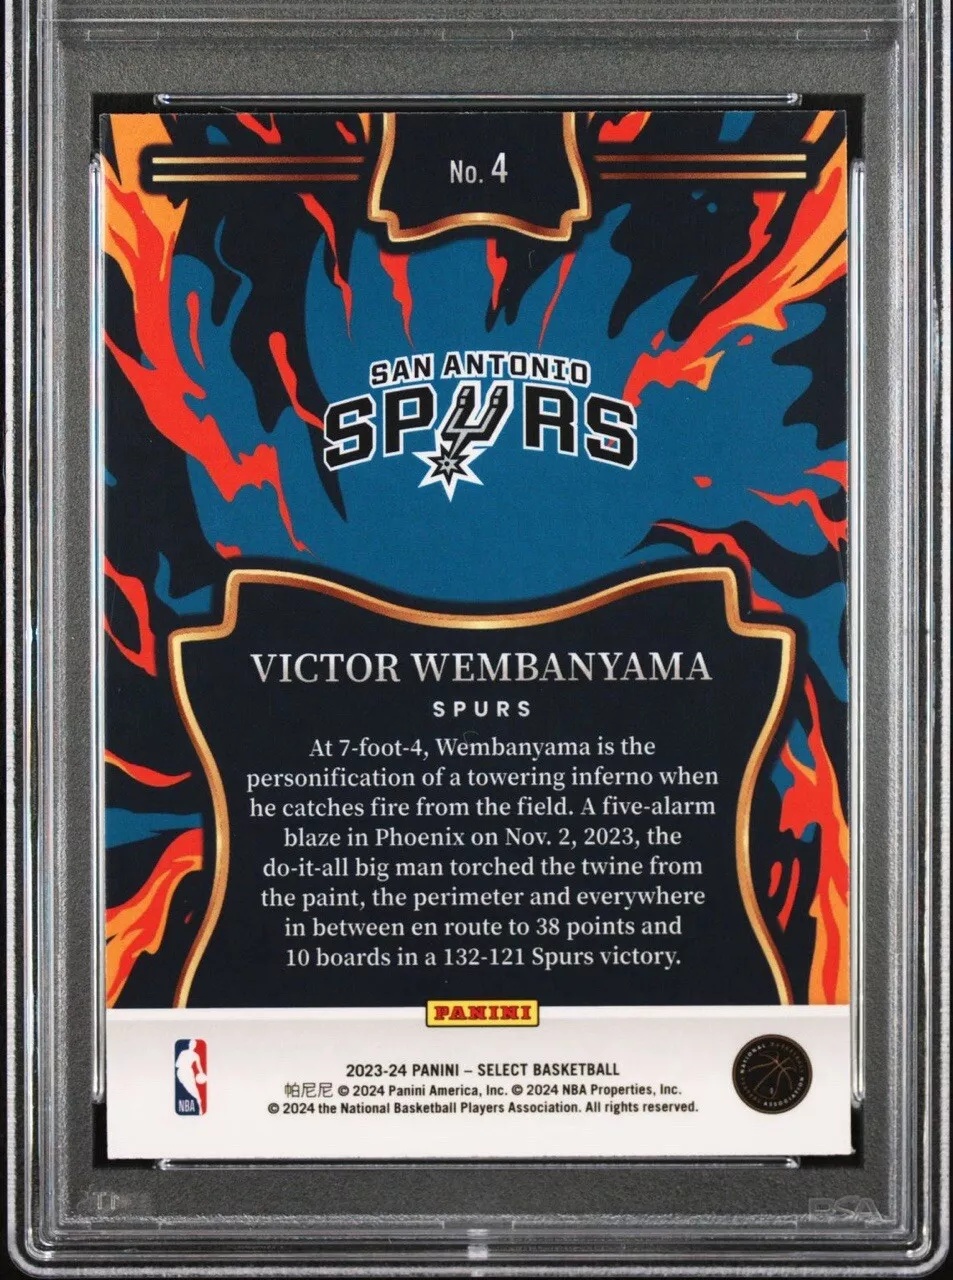 No. 4
SAN ANTONIO
SPURS
VICTOR WEMBANYAMA
SPURS
At 7-foot-4, Wembanyama is the
personification of a towering inferno when
he catches fire from the field. A five-alarm
blaze in Phoenix on Nov. 2, 2023, the
do-it-all big man torched the twine from
the paint, the perimeter and everywhere
in between en route to 38 points and
10 boards in a 132-121 Spurs victory.
PANINI
NBA
2023-24 PANINI – SELECT BASKETBALL
帕尼尼 © 2024 Panini America, Inc. © 2024 NBA Properties, Inc.
© 2024 the National Basketball Players Association. All rights reserved.
NATIONAL BASKETBALL
PLAYERS ASSOCIATION
PSA